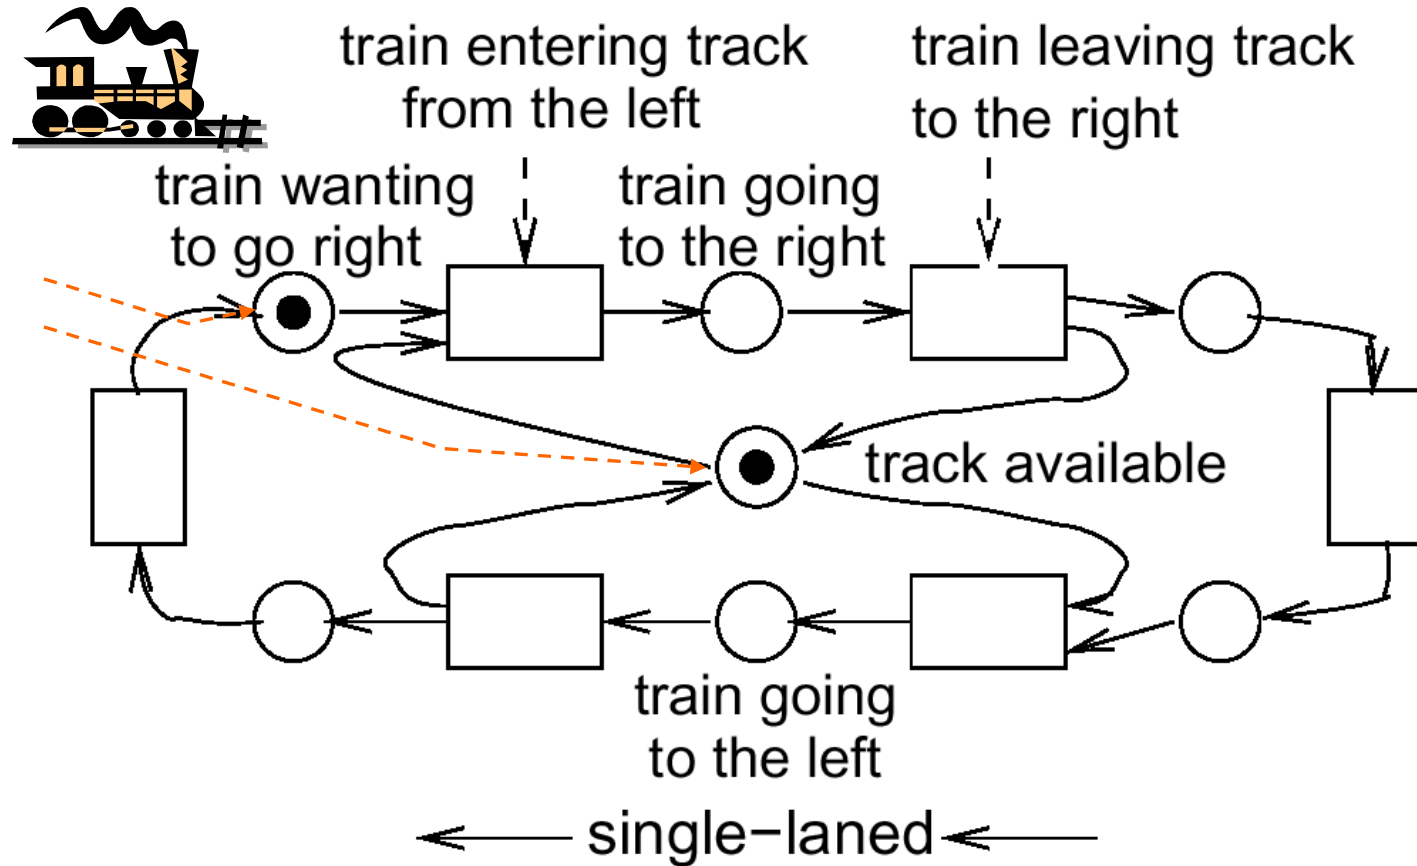 train entering track
from the left
train leaving track
to the right
train wanting
to go right
train going
to the right
track available
train going
to the left
single−laned